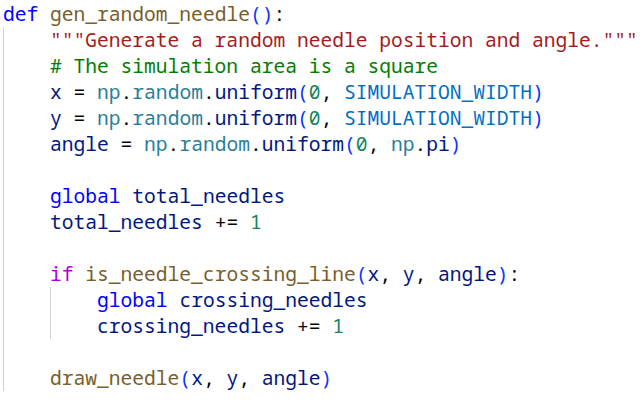 def gen_random_needle():
    """Generate a random needle position and angle."""
    # The simulation area is a square
    x = np.random.uniform(0, SIMULATION_WIDTH)
    y = np.random.uniform(0, SIMULATION_WIDTH)
    angle = np.random.uniform(0, np.pi)

    global total_needles
    total_needles += 1

    if is_needle_crossing_line(x, y, angle):
        global crossing_needles
        crossing_needles += 1

    draw_needle(x, y, angle)